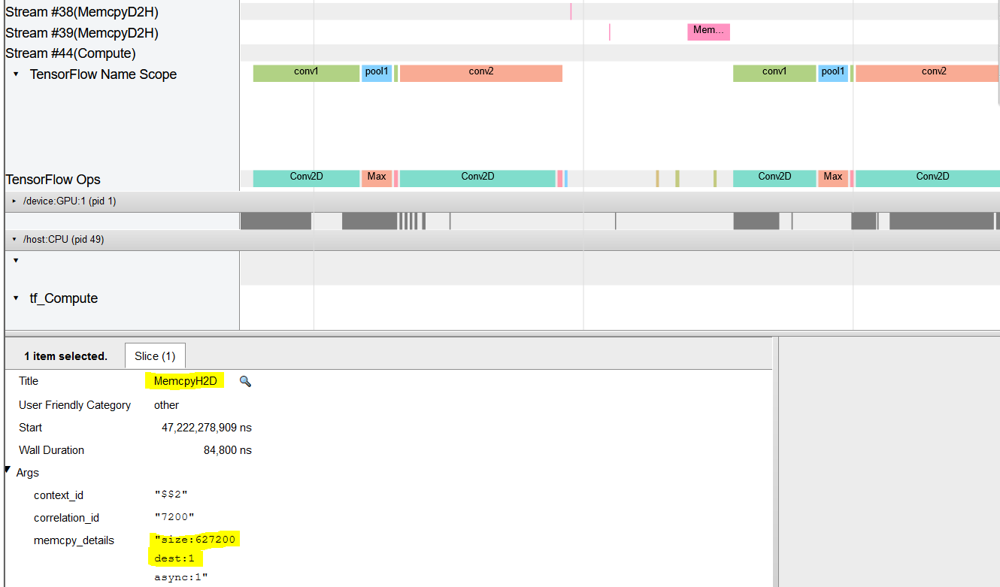 Stream #38(MemcpyD2H)
Stream #39(MemcpyD2H)
Mem...
Stream #44(Compute)
TensorFlow Name Scope
conv1 pool1 conv2 conv1 pool1 conv2
TensorFlow Ops
Conv2D Max Conv2D Conv2D Max Conv2D
/device:GPU:1 (pid 1)
/host:CPU (pid 49)
tf_Compute
1 item selected. Slice (1)
Title MemcpyH2D
User Friendly Category other
Start 47,222,278,909 ns
Wall Duration 84,800 ns
Args
context_id "$$2"
correlation_id "7200"
memcpy_details "size:627200
dest:1
async:1"